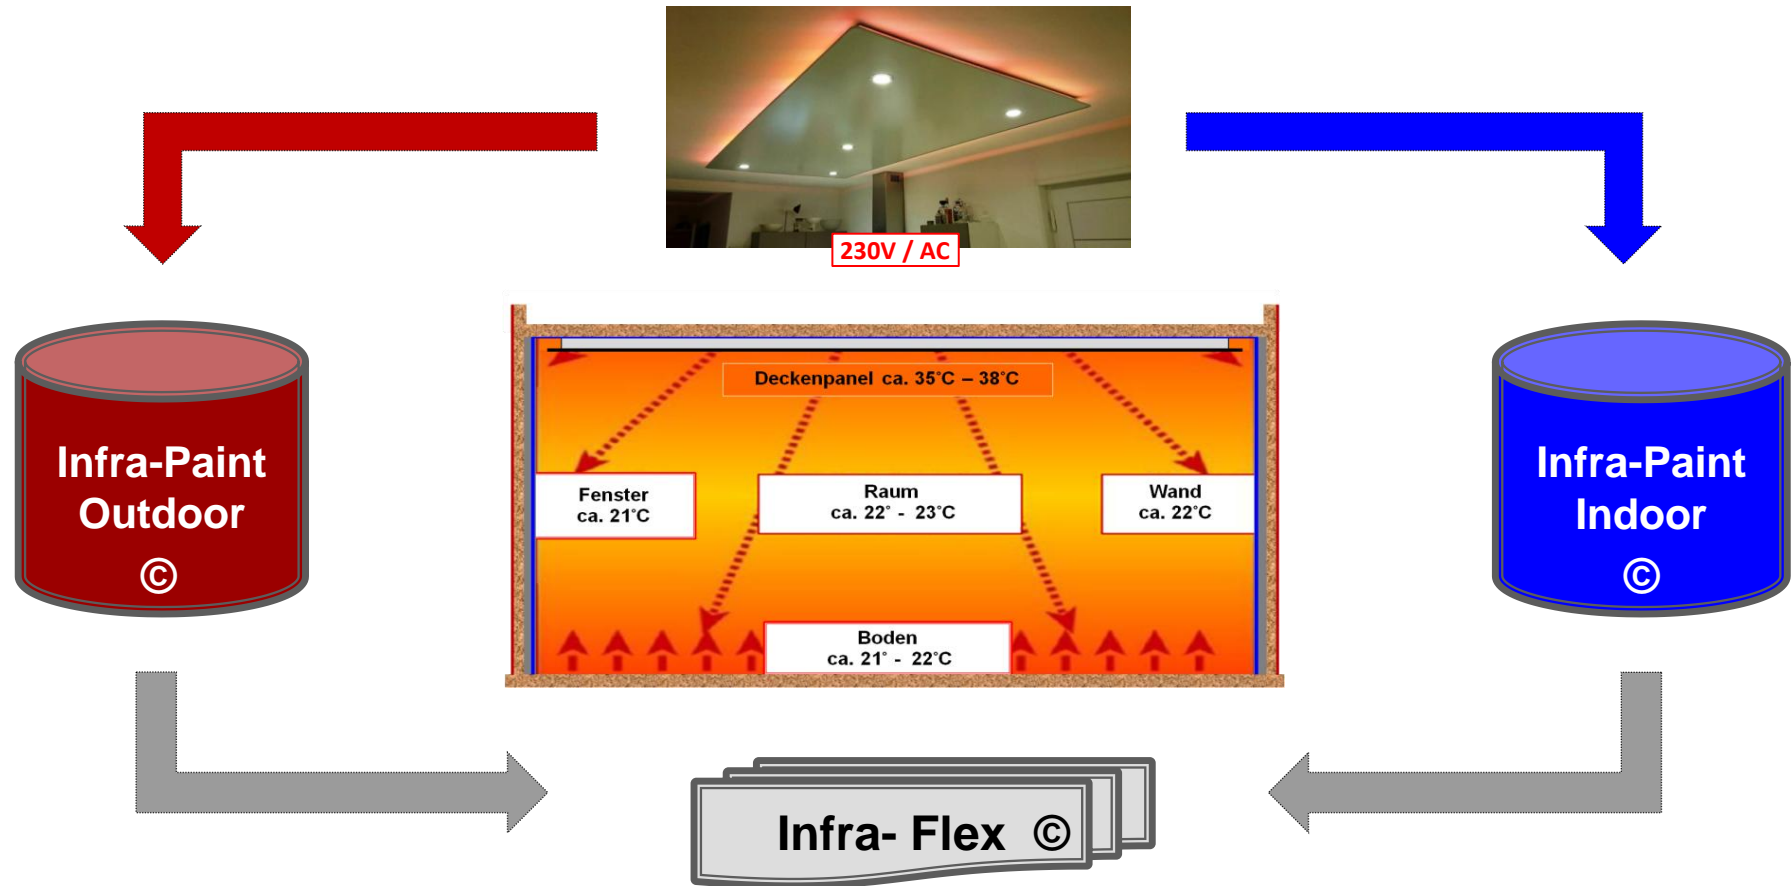 230V / AC
Deckenpanel ca. 35°C – 38°C
Infra-Paint
Outdoor
©
Fenster
ca. 21°C
Raum
ca. 22° - 23°C
Wand
ca. 22°C
Infra-Paint
Indoor
©
Boden
ca. 21° - 22°C
Infra- Flex ©